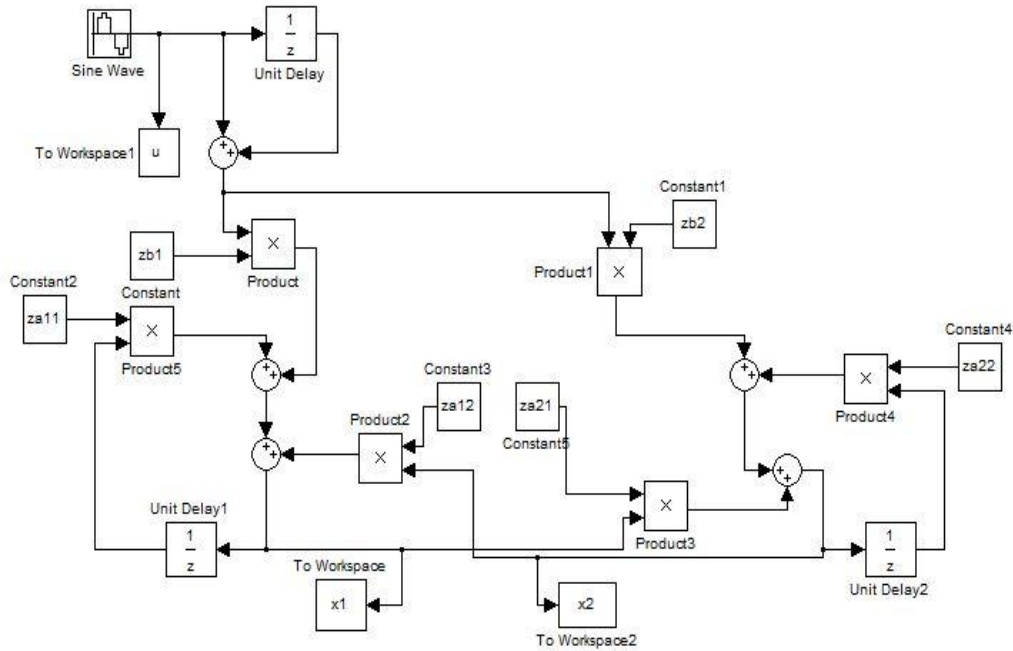 1
z
Sine Wave
Unit Delay
To Workspace1
u
+
+
Constant1
zb2
zb1
×
Constant
Product
Product1
×
Constant2
za11
×
Product5
+
+
Constant3
za12
Product2
×
+
+
za21
Constant5
+
+
Constant4
za22
×
Product4
+
+
×
Product3
Unit Delay1
1
z
To Workspace
x1
x2
To Workspace2
1
z
Unit Delay2